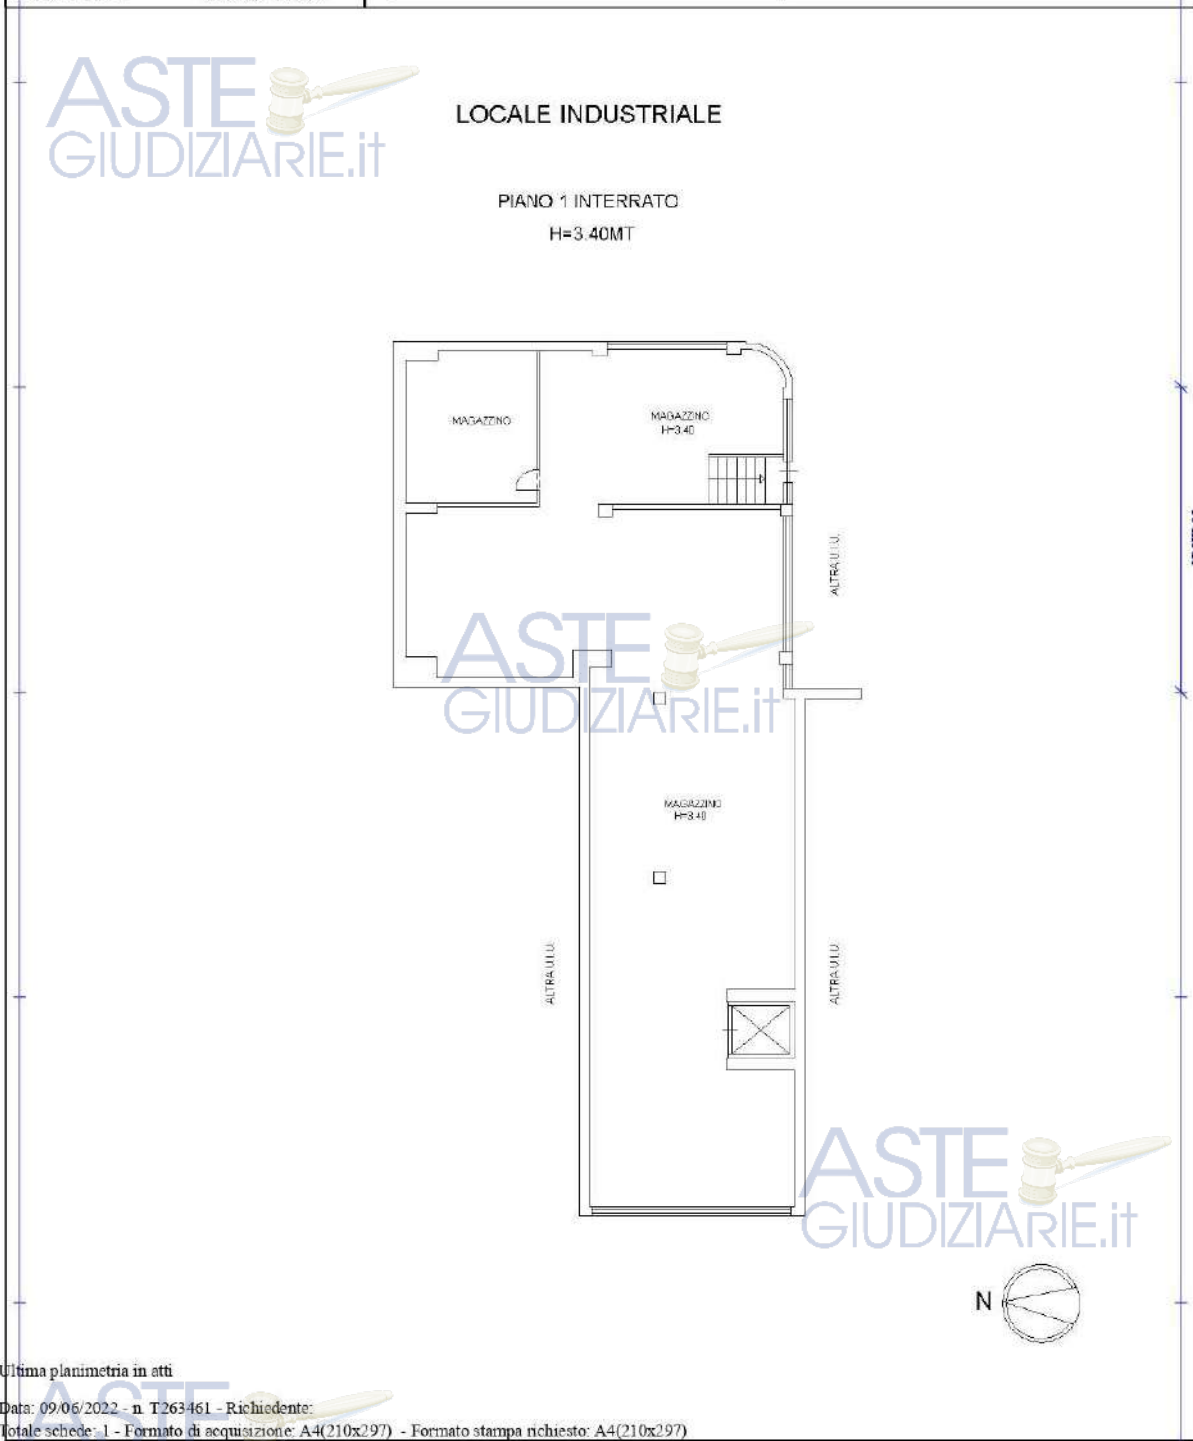 ASTE
GIUDIZIARIE.it
LOCALE INDUSTRIALE
PIANO 1 INTERRATO
H=3.40MT
MAGAZZINO
MAGAZZINO
H=3.40
ALTRA U.I.U.
ASTE
GIUDIZIARIE.it
MAGAZZINO
H=3.40
ALTRA U.I.U.
ALTRA U.I.U.
ASTE
GIUDIZIARIE.it
N
Ultima planimetria in atti
ASTE
Data: 09/06/2022 - n. T263461 - Richiedente:
Totale schede: 1 - Formato di acquisizione: A4(210x297) - Formato stampa richiesto: A4(210x297)